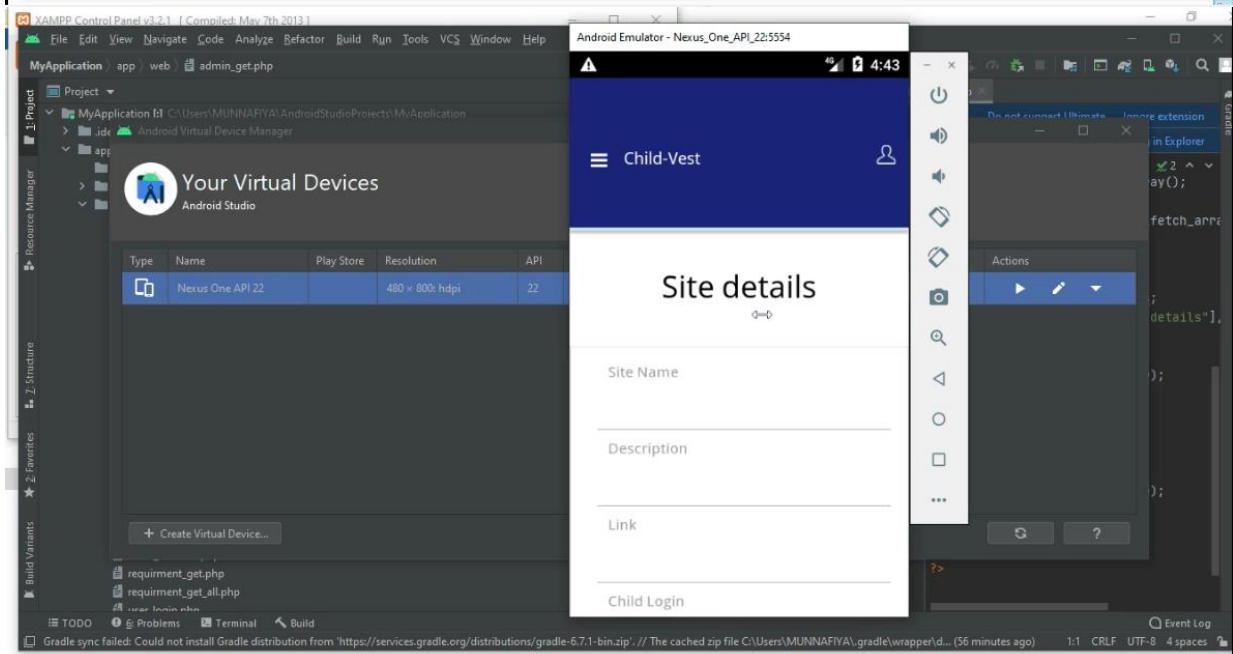 XAMPP Control Panel v3.2.1 [ Compiled: May 7th 2013 ]
File Edit View Navigate Code Analyze Refactor Build Run Tools VCS Window Help
MyApplication app web admin_get.php
Project
MyApplication C:\Users\MUNNAFIYA\AndroidStudioProjects\MyApplication
.ide
Android Virtual Device Manager
app
Your Virtual Devices
Android Studio
Type Name Play Store Resolution API
Nexus One API 22 480 × 800: hdpi 22
+ Create Virtual Device...
requirment_get.php
requirment_get_all.php
user_login.php
1: Project
Resource Manager
7: Structure
2: Favorites
Build Variants
Android Emulator - Nexus_One_API_22:5554
4G 4:43
Child-Vest
Site details
Site Name
Description
Link
Child Login
Do not suggest Ultimate Ignore extension
in Explorer
2
ay();
fetch_arra
Actions
;
details"],
);
);
?
?>
Gradle
TODO 6: Problems Terminal Build Event Log
Gradle sync failed: Could not install Gradle distribution from 'https://services.gradle.org/distributions/gradle-6.7.1-bin.zip'. // The cached zip file C:\Users\MUNNAFIYA\.gradle\wrapper\d... (56 minutes ago) 1:1 CRLF UTF-8 4 spaces